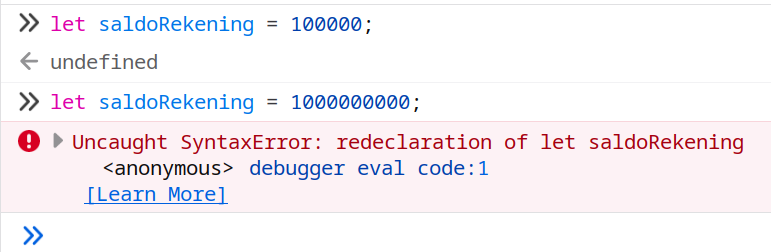 let saldoRekening = 100000;
undefined
let saldoRekening = 1000000000;
Uncaught SyntaxError: redeclaration of let saldoRekening
<anonymous> debugger eval code:1
[Learn More]